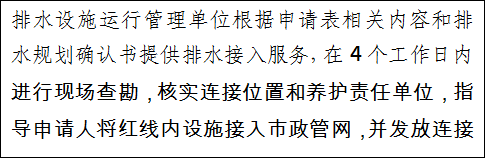 排水设施运行管理单位根据申请表相关内容和排
水规划确认书提供排水接入服务,在 4 个工作日内
进行现场查勘,核实连接位置和养护责任单位,指
导申请人将红线内设施接入市政管网,并发放连接